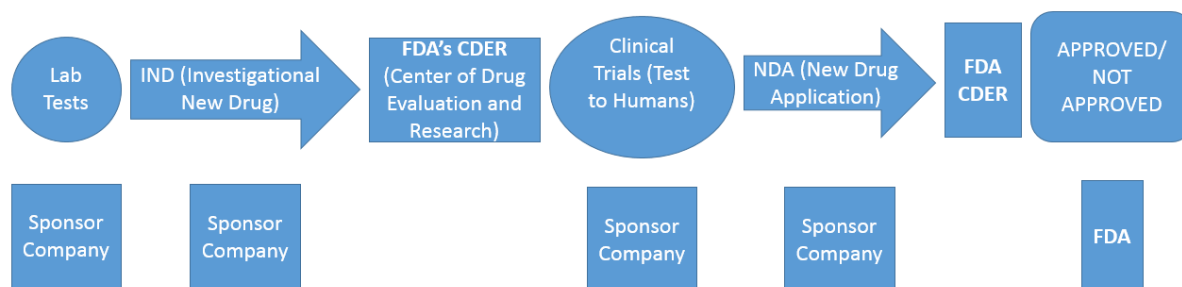 Lab
Tests
IND (Investigational
New Drug)
FDA's CDER
(Center of Drug
Evaluation and
Research)
Clinical
Trials (Test
to Humans)
NDA (New Drug
Application)
FDA
CDER
APPROVED/
NOT
APPROVED
Sponsor
Company
Sponsor
Company
Sponsor
Company
Sponsor
Company
FDA